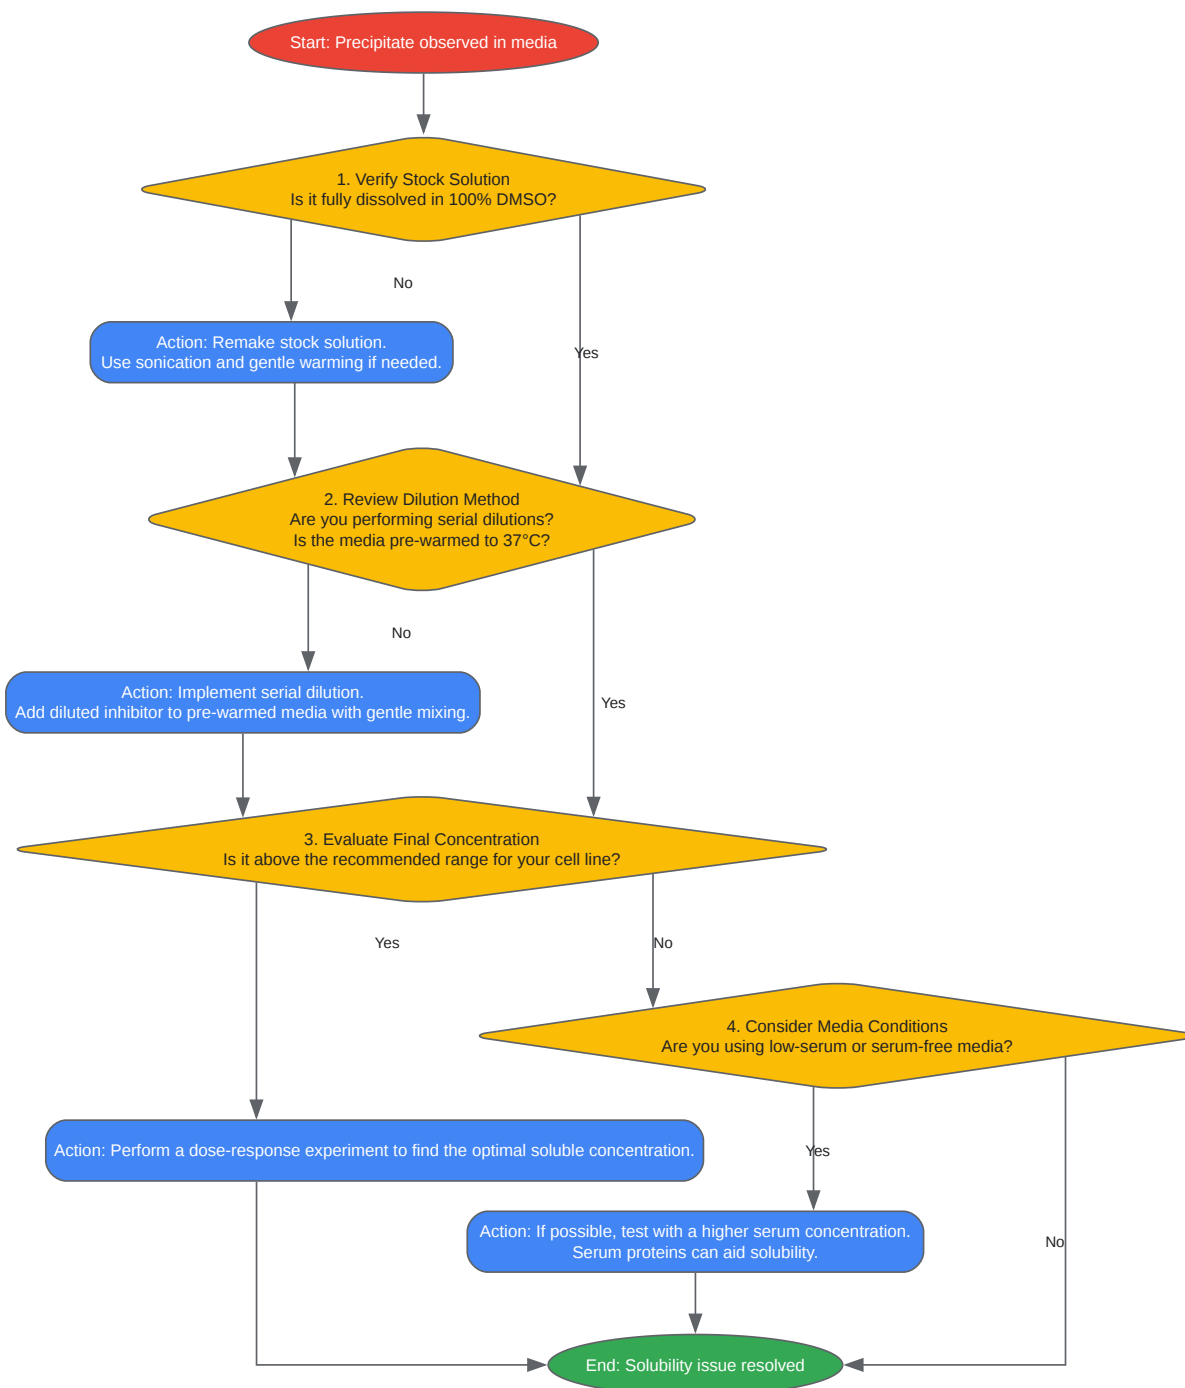 Start: Precipitate observed in media
1. Verify Stock Solution
Is it fully dissolved in 100% DMSO?
No
Yes
Action: Remake stock solution.
Use sonication and gentle warming if needed.
2. Review Dilution Method
Are you performing serial dilutions?
Is the media pre-warmed to 37°C?
No
Yes
Action: Implement serial dilution.
Add diluted inhibitor to pre-warmed media with gentle mixing.
3. Evaluate Final Concentration
Is it above the recommended range for your cell line?
Yes
No
4. Consider Media Conditions
Are you using low-serum or serum-free media?
Action: Perform a dose-response experiment to find the optimal soluble concentration.
Yes
Action: If possible, test with a higher serum concentration.
Serum proteins can aid solubility.
No
End: Solubility issue resolved